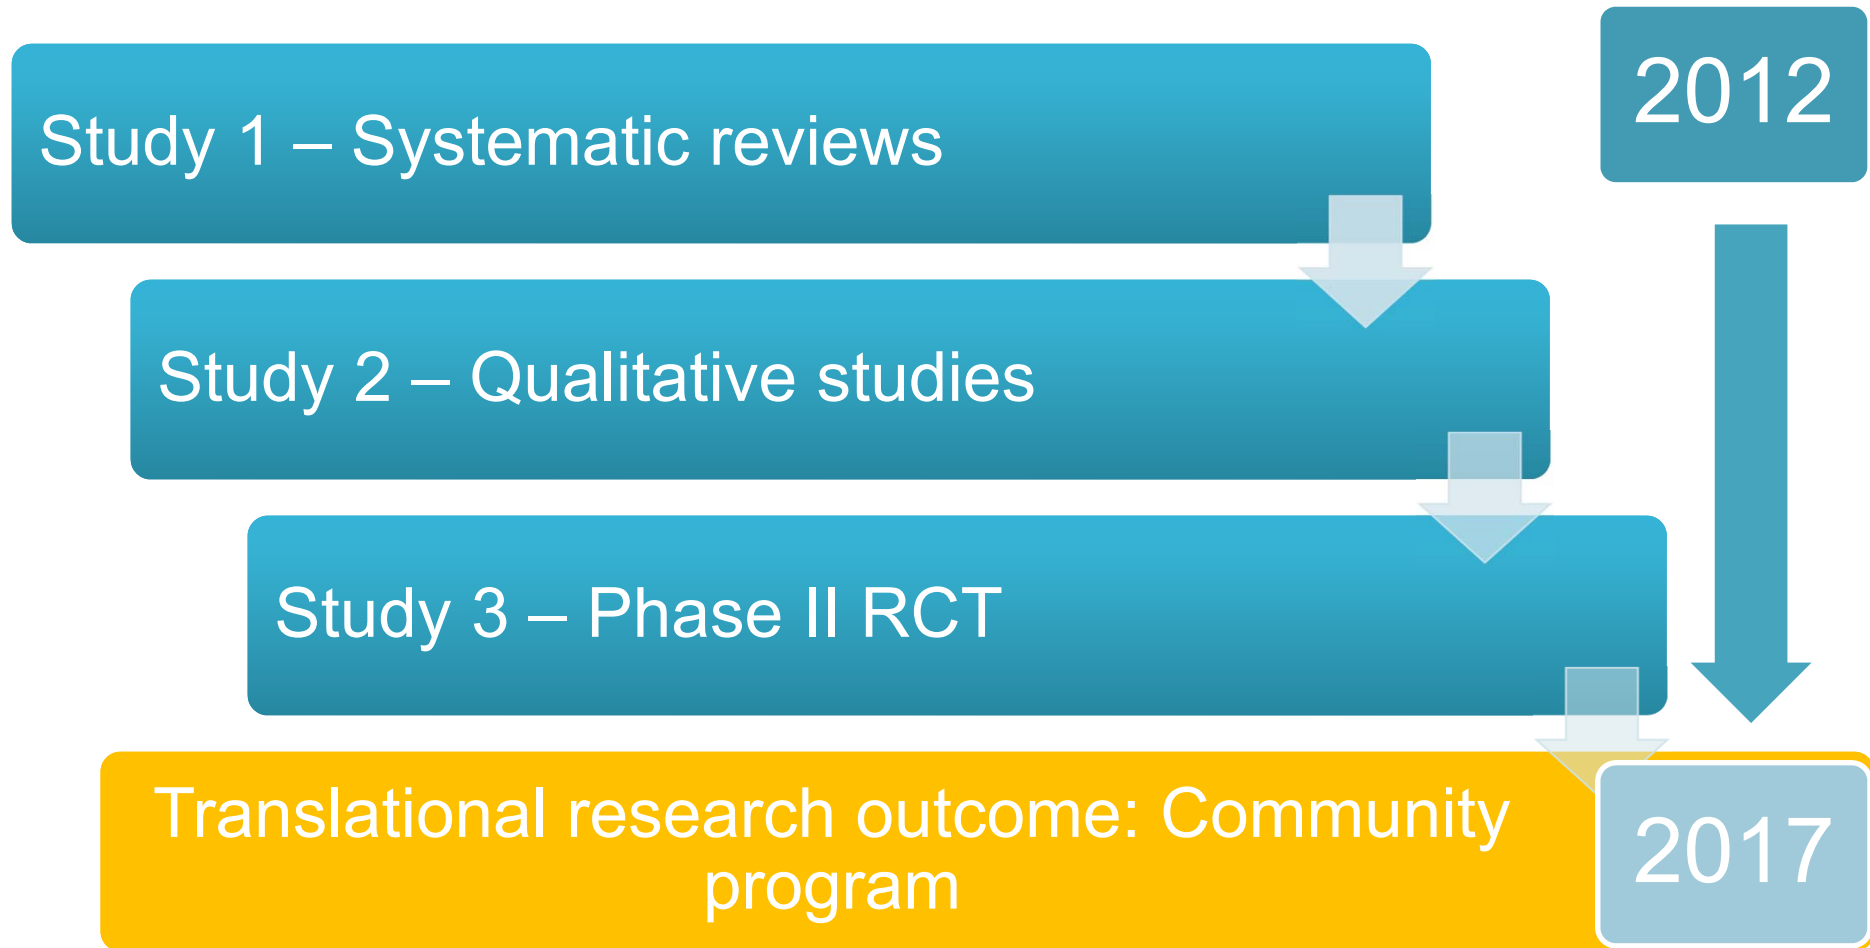 2012
Study 1 – Systematic reviews
Study 2 – Qualitative studies
Study 3 – Phase II RCT
Translational research outcome: Community
program
2017